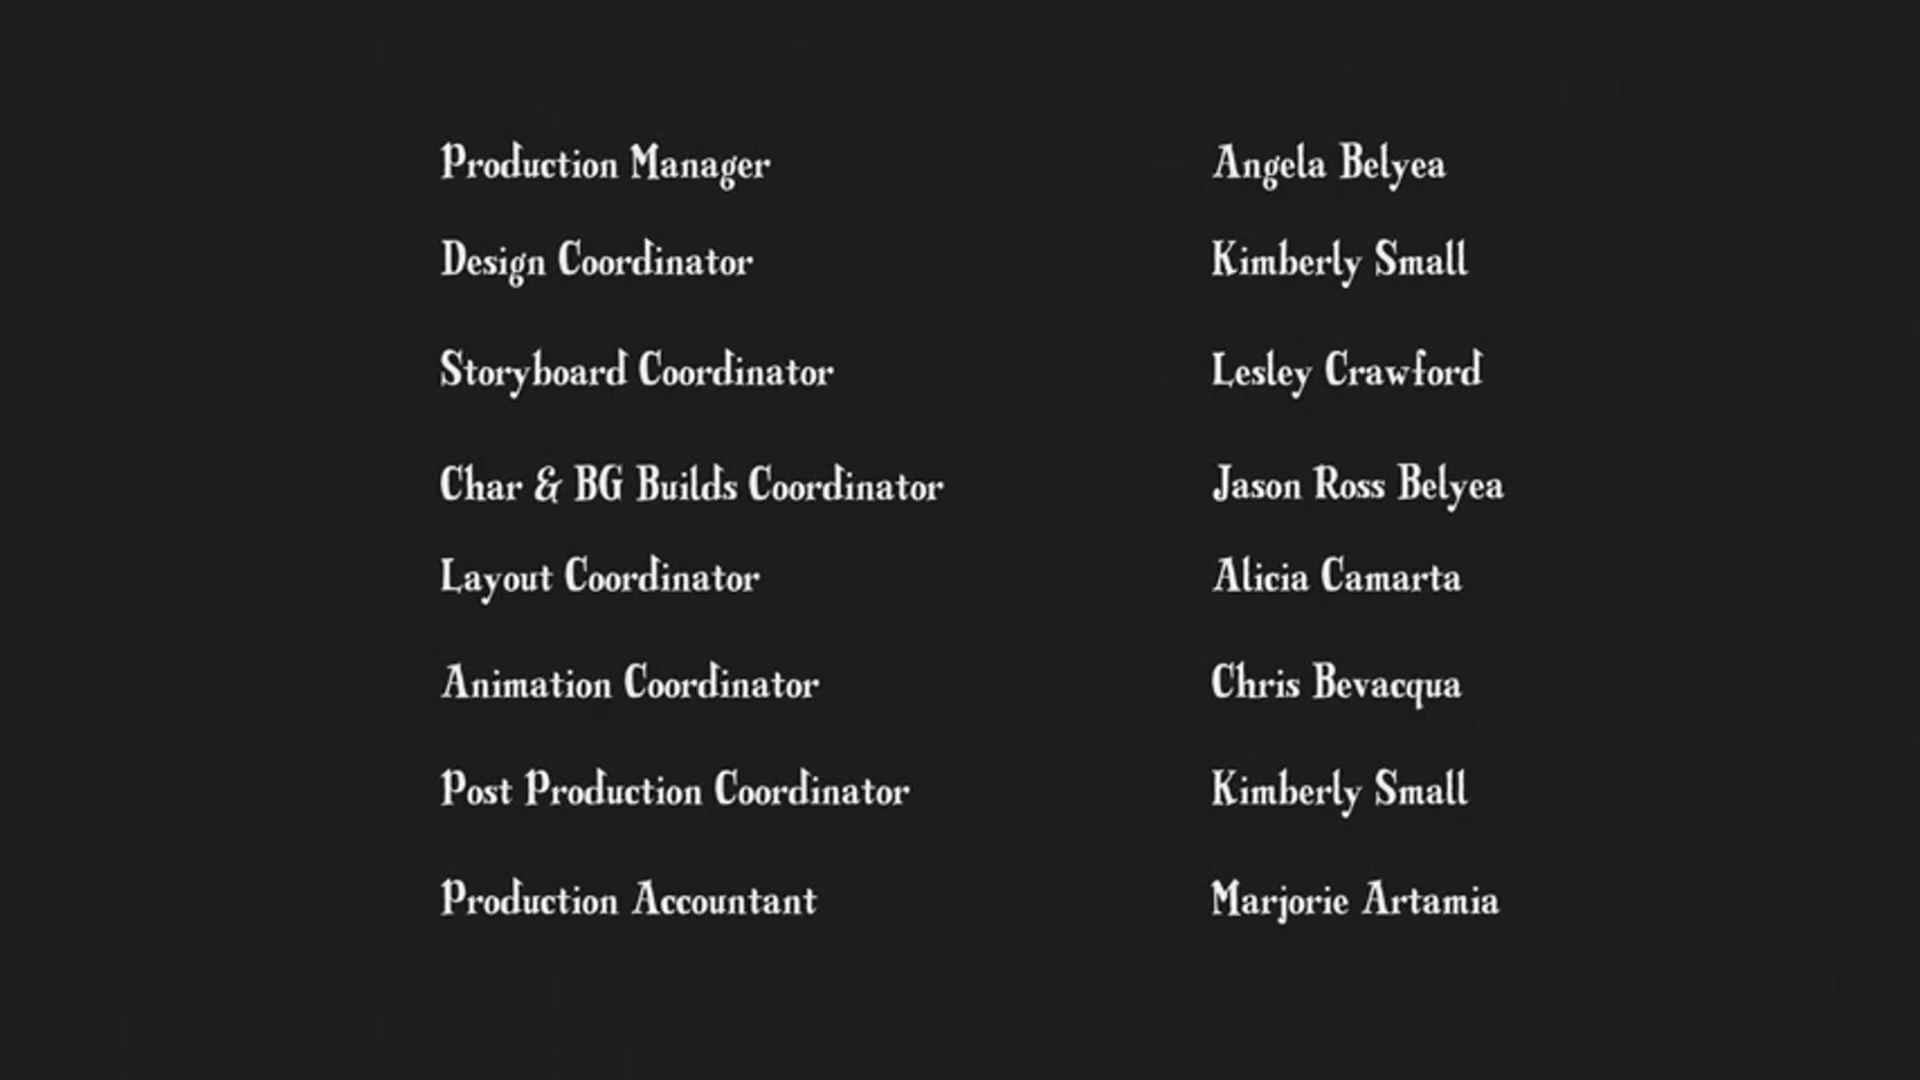 Production Manager Angela Belyea
Design Coordinator Kimberly Small
Storyboard Coordinator Lesley Crawford
Char & BG Builds Coordinator Jason Ross Belyea
Layout Coordinator Alicia Camarta
Animation Coordinator Chris Bevacqua
Post Production Coordinator Kimberly Small
Production Accountant Marjorie Artamia